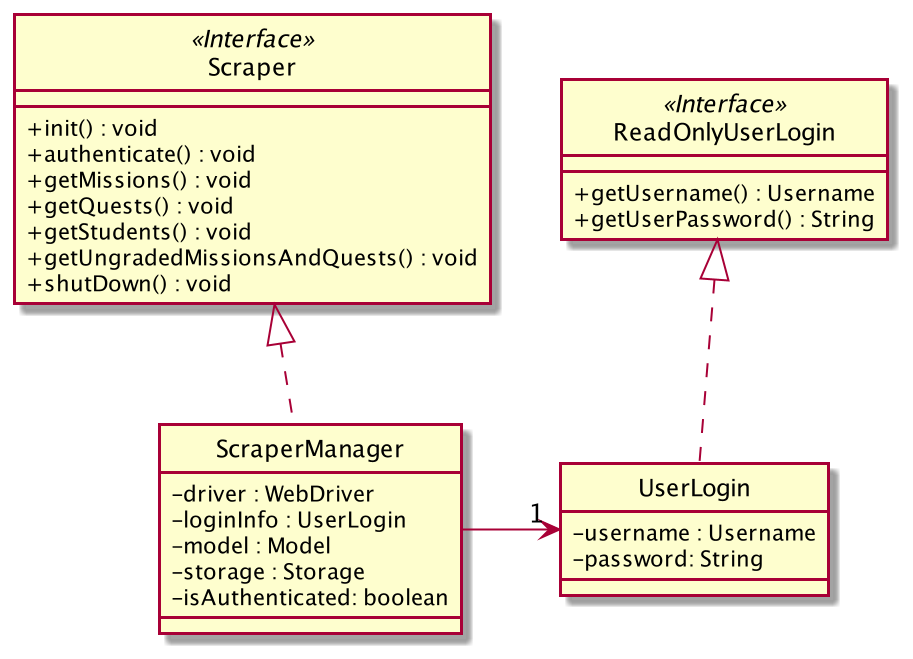 «Interface»
Scraper
+init() : void
+authenticate() : void
+getMissions() : void
+getQuests() : void
+getStudents() : void
+getUngradedMissionsAndQuests() : void
+shutDown() : void
«Interface»
ReadOnlyUserLogin
+getUsername() : Username
+getUserPassword() : String
ScraperManager
-driver : WebDriver
-loginInfo : UserLogin
-model : Model
-storage : Storage
-isAuthenticated: boolean
1
UserLogin
-username : Username
-password: String